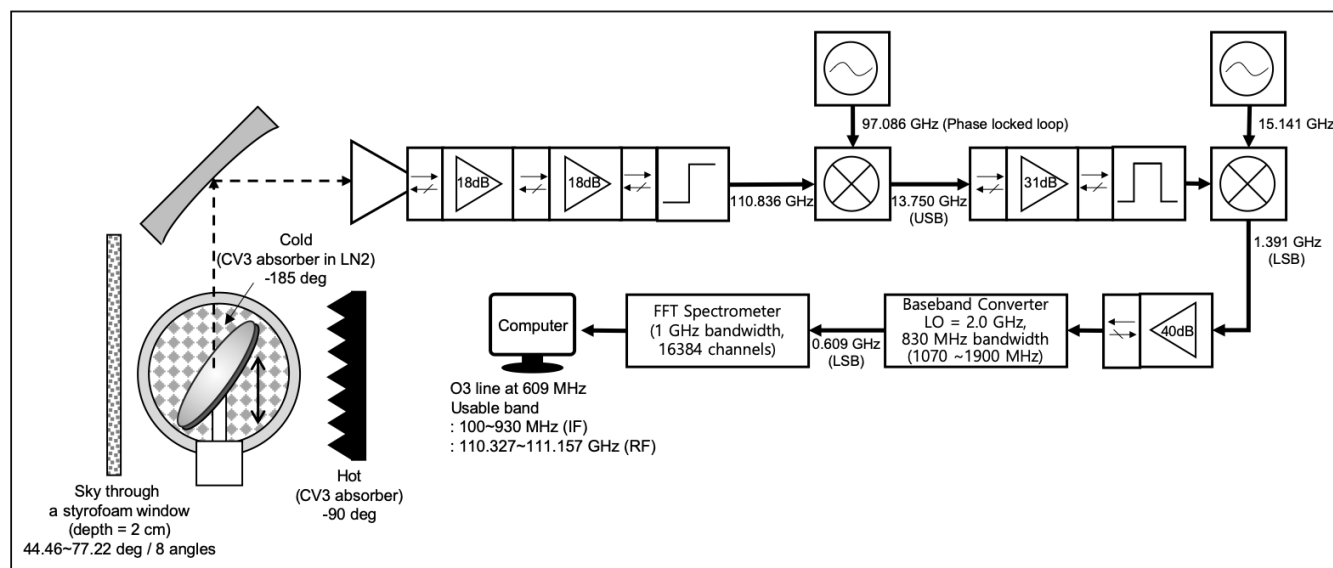 97.086 GHz (Phase locked loop)
15.141 GHz
18dB
18dB
110.836 GHz
13.750 GHz
(USB)
31dB
1.391 GHz
(LSB)
Cold
(CV3 absorber in LN2)
-185 deg
Computer
FFT Spectrometer
(1 GHz bandwidth,
16384 channels)
0.609 GHz
(LSB)
Baseband Converter
LO = 2.0 GHz,
830 MHz bandwidth
(1070 ~1900 MHz)
40dB
O3 line at 609 MHz
Usable band
: 100~930 MHz (IF)
: 110.327~111.157 GHz (RF)
Hot
(CV3 absorber)
-90 deg
Sky through
a styrofoam window
(depth = 2 cm)
44.46~77.22 deg / 8 angles